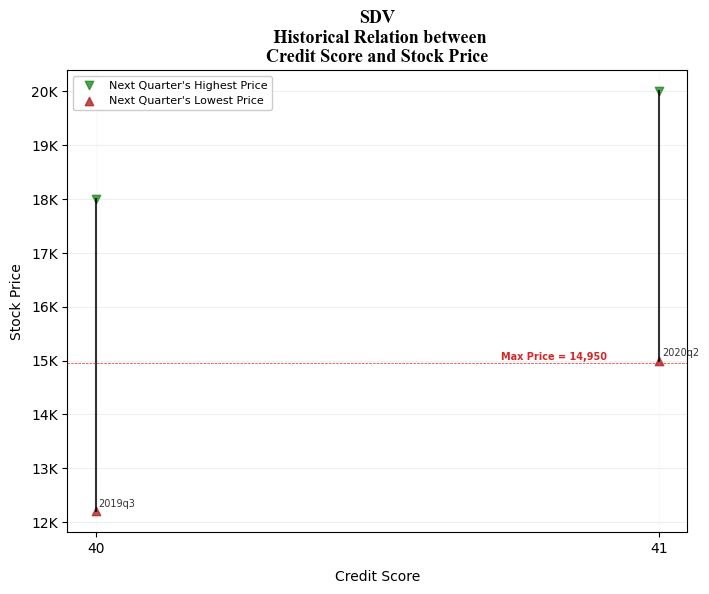 SDV
Historical Relation between
Credit Score and Stock Price
Next Quarter's Highest Price
Next Quarter's Lowest Price
20K
19K
18K
17K
16K
15K
14K
13K
12K
Stock Price
Max Price = 14,950
2020q2
2019q3
40
41
Credit Score